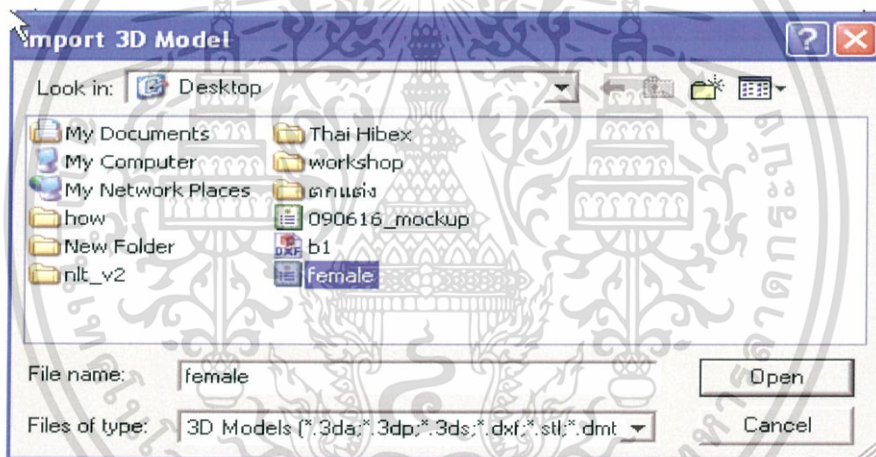 Import 3D Model
Look in: Desktop
My Documents
My Computer
My Network Places
how
New Folder
nlt_v2
Thai Hibex
workshop
ตกแต่ง
090616_mockup
b1
female
File name: female
Open
Files of type: 3D Models (*.3da;*.3dp;*.3ds;*.dxf;*.stl;*.dmt
Cancel